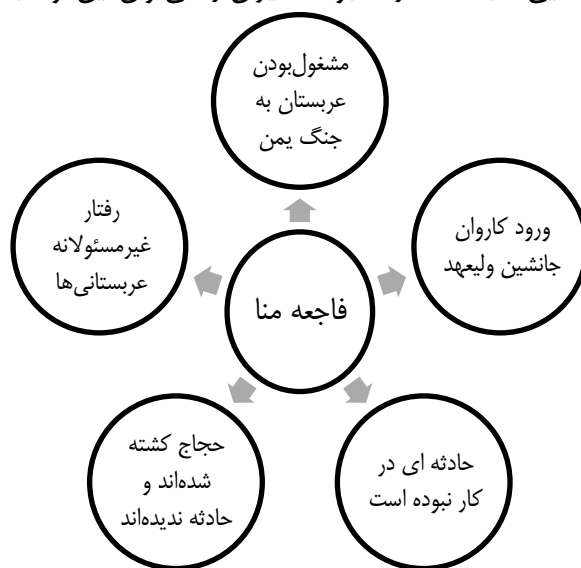 مشغول‌بودن
عربستان به
جنگ یمن
رفتار
غیرمسئولانه
عربستانی‌ها
ورود کاروان
جانشین ولیعهد
فاجعه منا
حجاج کشته
شده‌اند و
حادثه ندیده‌اند
حادثه ای در
کار نبوده است